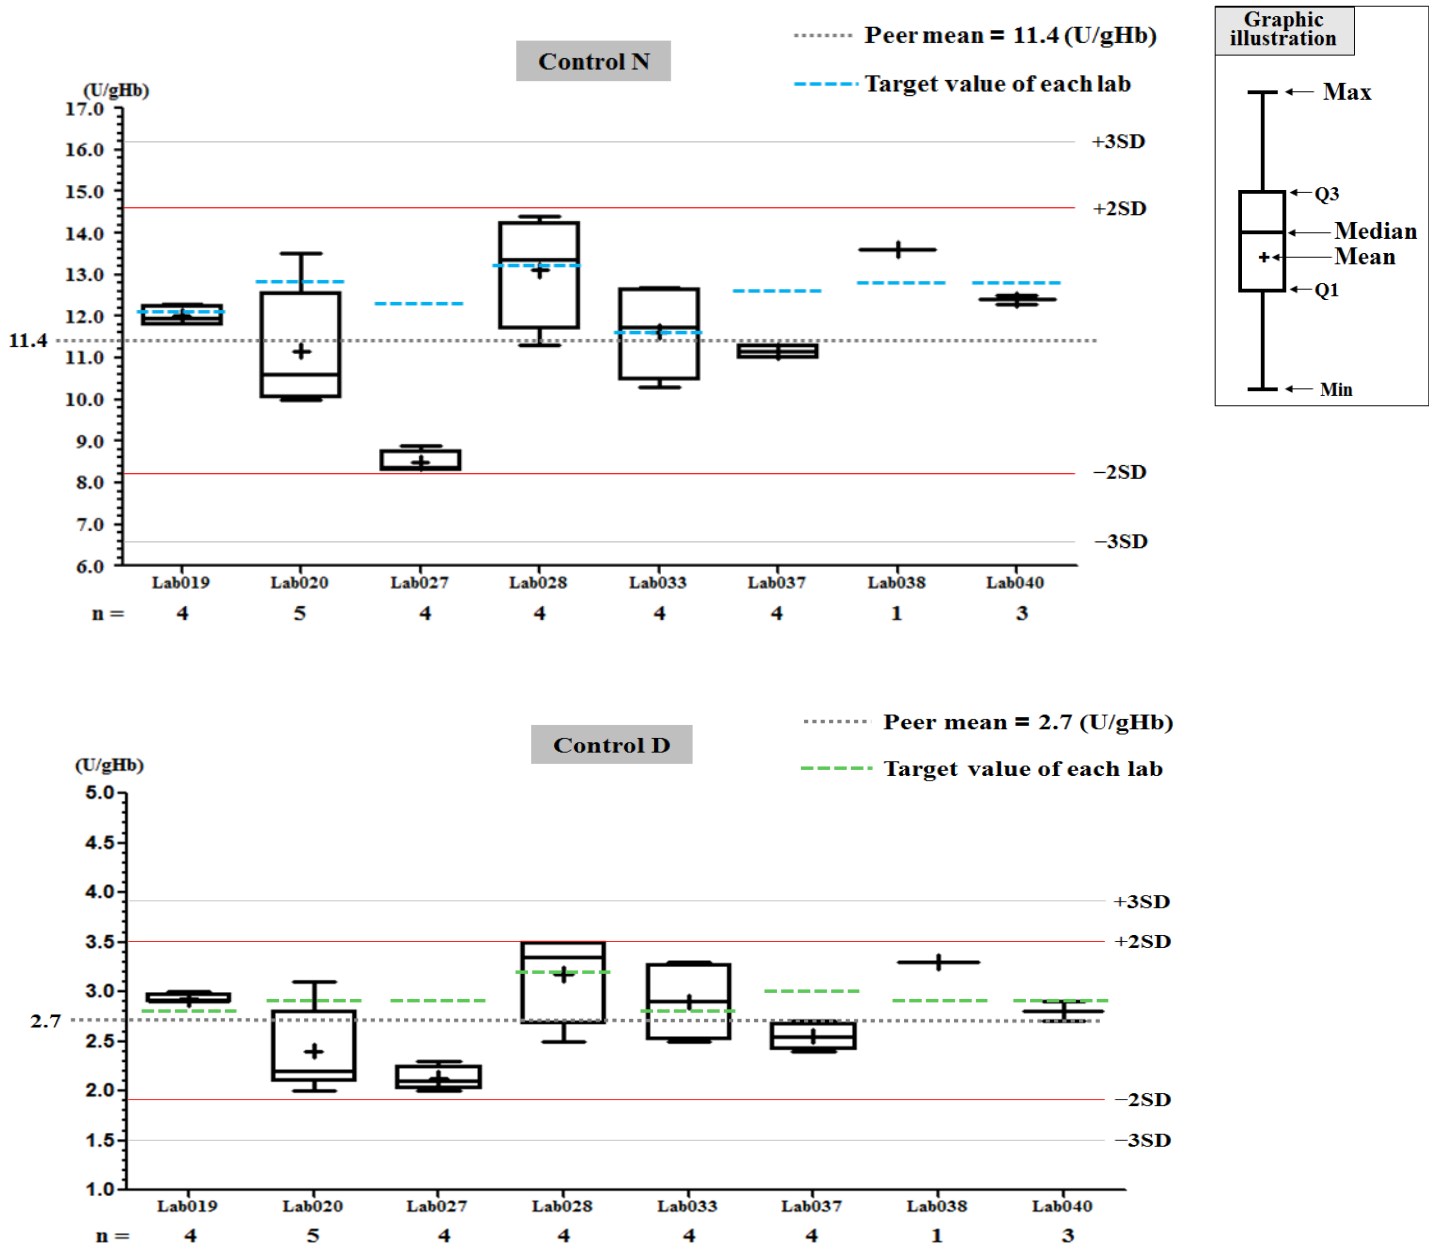 Peer mean = 11.4 (U/gHb)
Control N
Target value of each lab
(U/gHb)
17.0
16.0
15.0
14.0
13.0
12.0
11.4
11.0
10.0
9.0
8.0
7.0
6.0
+3SD
+2SD
−2SD
−3SD
Lab019 Lab020 Lab027 Lab028 Lab033 Lab037 Lab038 Lab040
n = 4 5 4 4 4 4 1 3
Graphic
illustration
Max
Q3
Median
Mean
Q1
Min
Peer mean = 2.7 (U/gHb)
Control D
Target value of each lab
(U/gHb)
5.0
4.5
4.0
3.5
3.0
2.7
2.5
2.0
1.5
1.0
+3SD
+2SD
−2SD
−3SD
Lab019 Lab020 Lab027 Lab028 Lab033 Lab037 Lab038 Lab040
n = 4 5 4 4 4 4 1 3